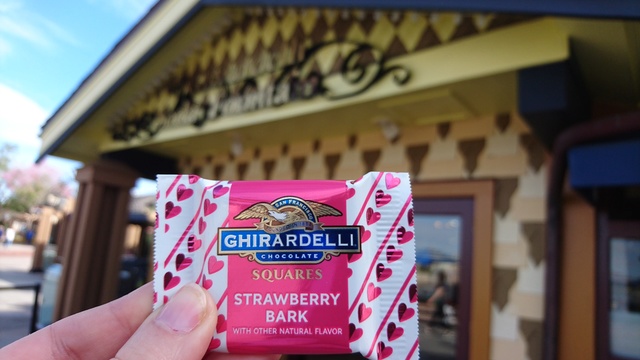 SAN FRANCISCO
GHIRARDELLI
CHOCOLATE
SQUARES
STRAWBERRY
BARK
WITH OTHER NATURAL FLAVOR